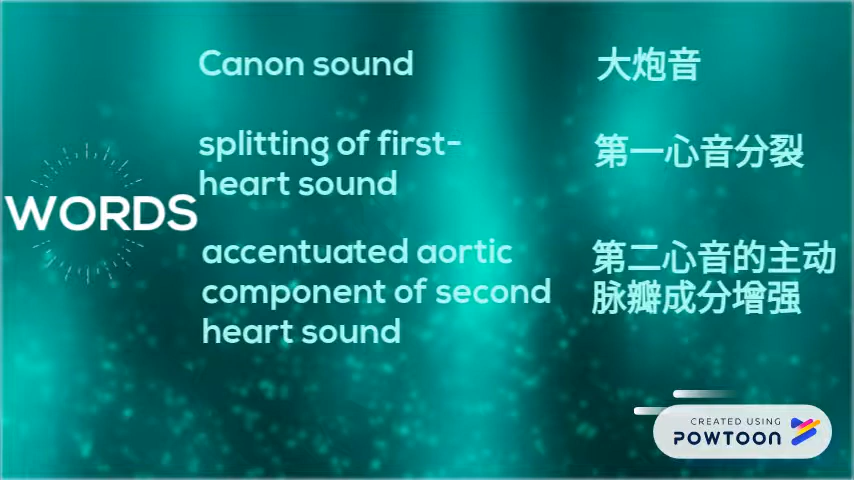 Canon sound
大炮音
splitting of first-
heart sound
第一心音分裂
WORDS
accentuated aortic
component of second
heart sound
第二心音的主动
脉瓣成分增强
CREATED USING
POWTOON